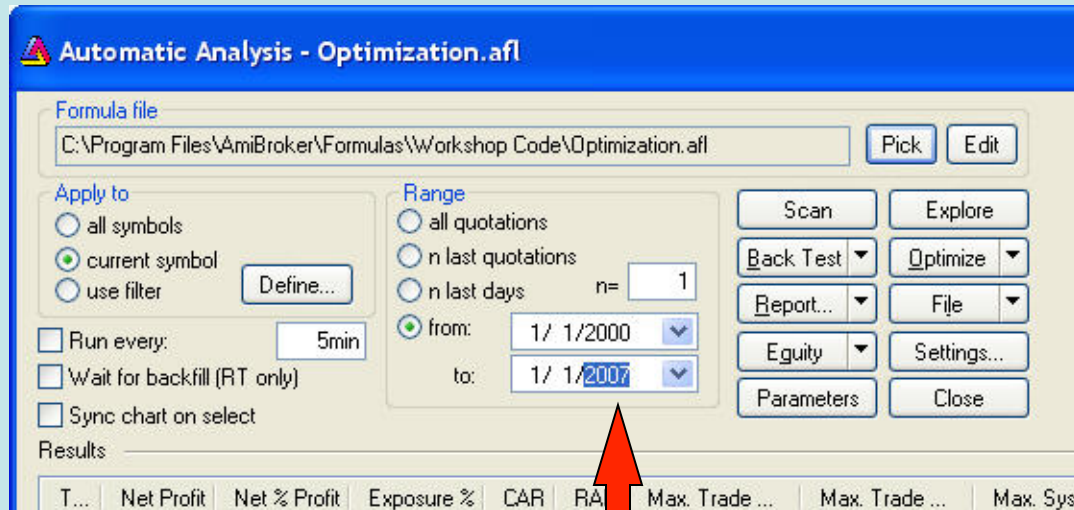 Automatic Analysis - Optimization.afl
Formula file
C:\Program Files\AmiBroker\Formulas\Workshop Code\Optimization.afl
Pick
Edit
Apply to
all symbols
current symbol
use filter
Define...
Range
all quotations
n last quotations
n last days n= 1
from: 1/ 1/2000
to: 1/ 1/2007
Scan
Explore
Back Test
Optimize
Report...
File
Equity
Settings...
Parameters
Close
Run every: 5min
Wait for backfill (RT only)
Sync chart on select
Results
T... Net Profit Net % Profit Exposure % CAR Max. Trade ... Max. Trade ... Max. Sys